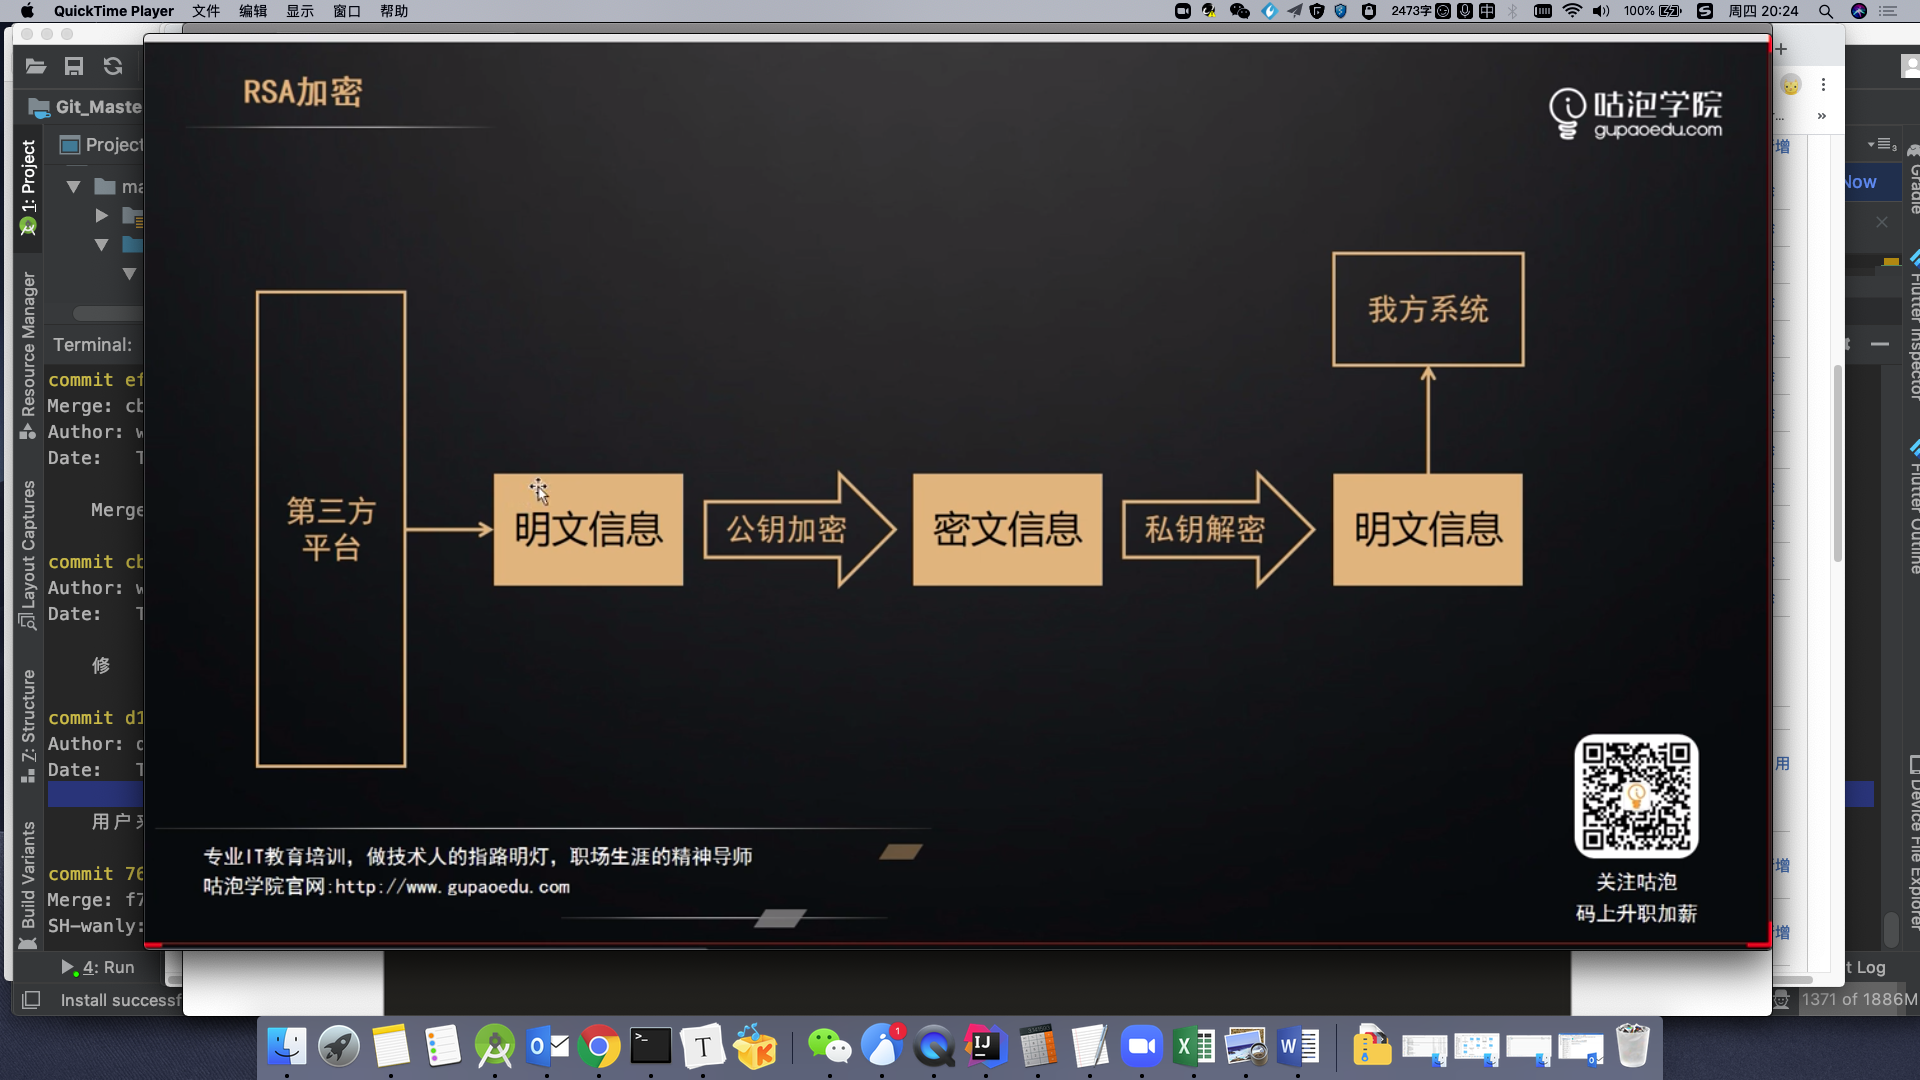 QuickTime Player 文件 编辑 显示 窗口 帮助
2473字
中
100%
周四 20:24
Git_Maste
Project
1: Project
Resource Manager
Layout Captures
Z: Structure
Build Variants
Terminal:
commit ef
Merge: cb
Author: w
Date: T
Merge
commit cb
Author: w
Date: T
修
commit d1
Author: c
Date: T
用户
commit 76
Merge: f7
SH-wanly:
4: Run
Install successf
RSA加密
咕泡学院
gupaoedu.com
第三方
平台
明文信息
公钥加密
密文信息
私钥解密
明文信息
我方系统
专业IT教育培训，做技术人的指路明灯，职场生涯的精神导师
咕泡学院官网:http://www.gupaoedu.com
关注咕泡
码上升职加薪
增
Now
用
增
增
Gradle
Flutter Inspector
Flutter Outline
Device File Explorer
t Log
1371 of 1886M
1